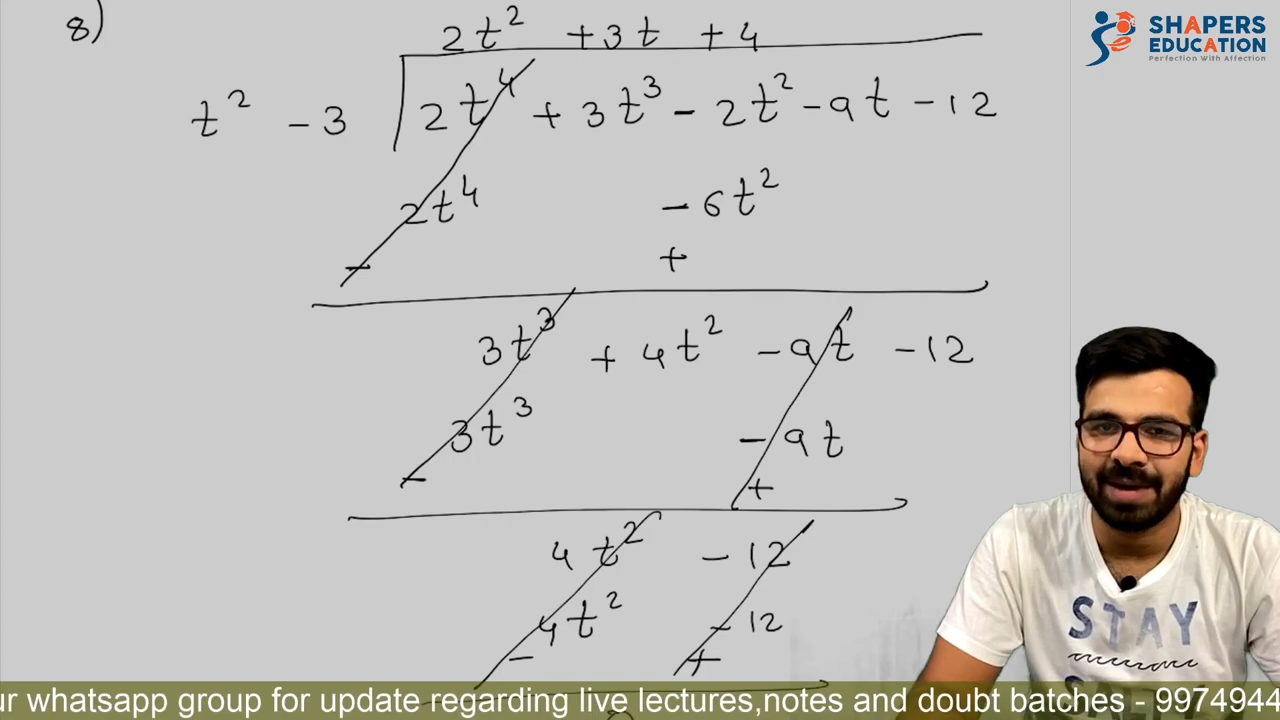 8)
SHAPERS
EDUCATION
Perfection With Affection
2t² + 3t + 4
t² - 3 2t⁴ + 3t³ - 2t² - 9t - 12
2t⁴ - 6t²
- +
3t³ + 4t² - 9t - 12
3t³ - 9t
- +
4t² - 12
4t² - 12
- +
STAY
ur whatsapp group for update regarding live lectures,notes and doubt batches - 9974944